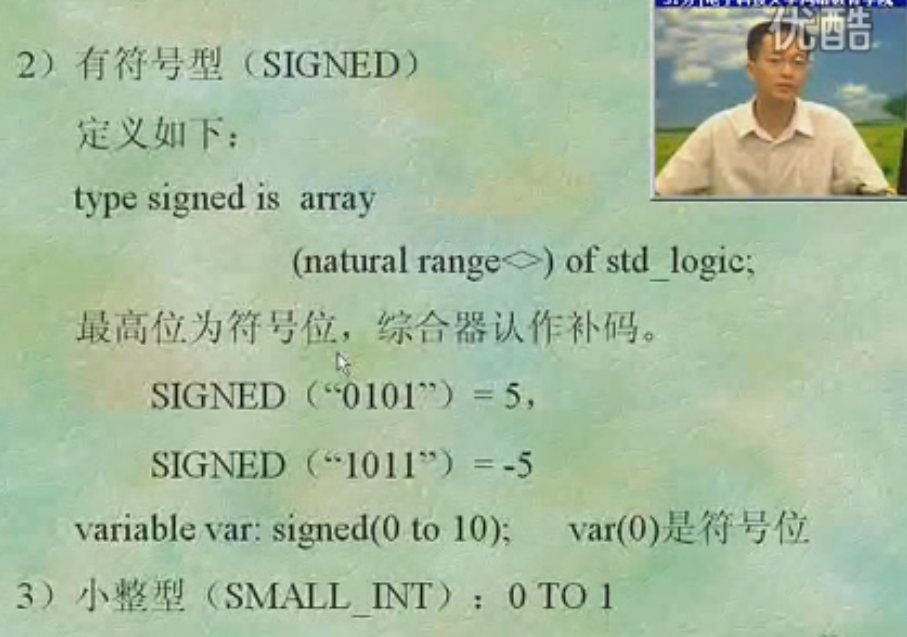 优酷
2）有符号型（SIGNED）
定义如下：
type signed is array
(natural range<>) of std_logic;
最高位为符号位，综合器认作补码。
SIGNED（“0101”）= 5，
SIGNED（“1011”）= -5
variable var: signed(0 to 10); var(0)是符号位
3）小整型（SMALL_INT）：0 TO 1